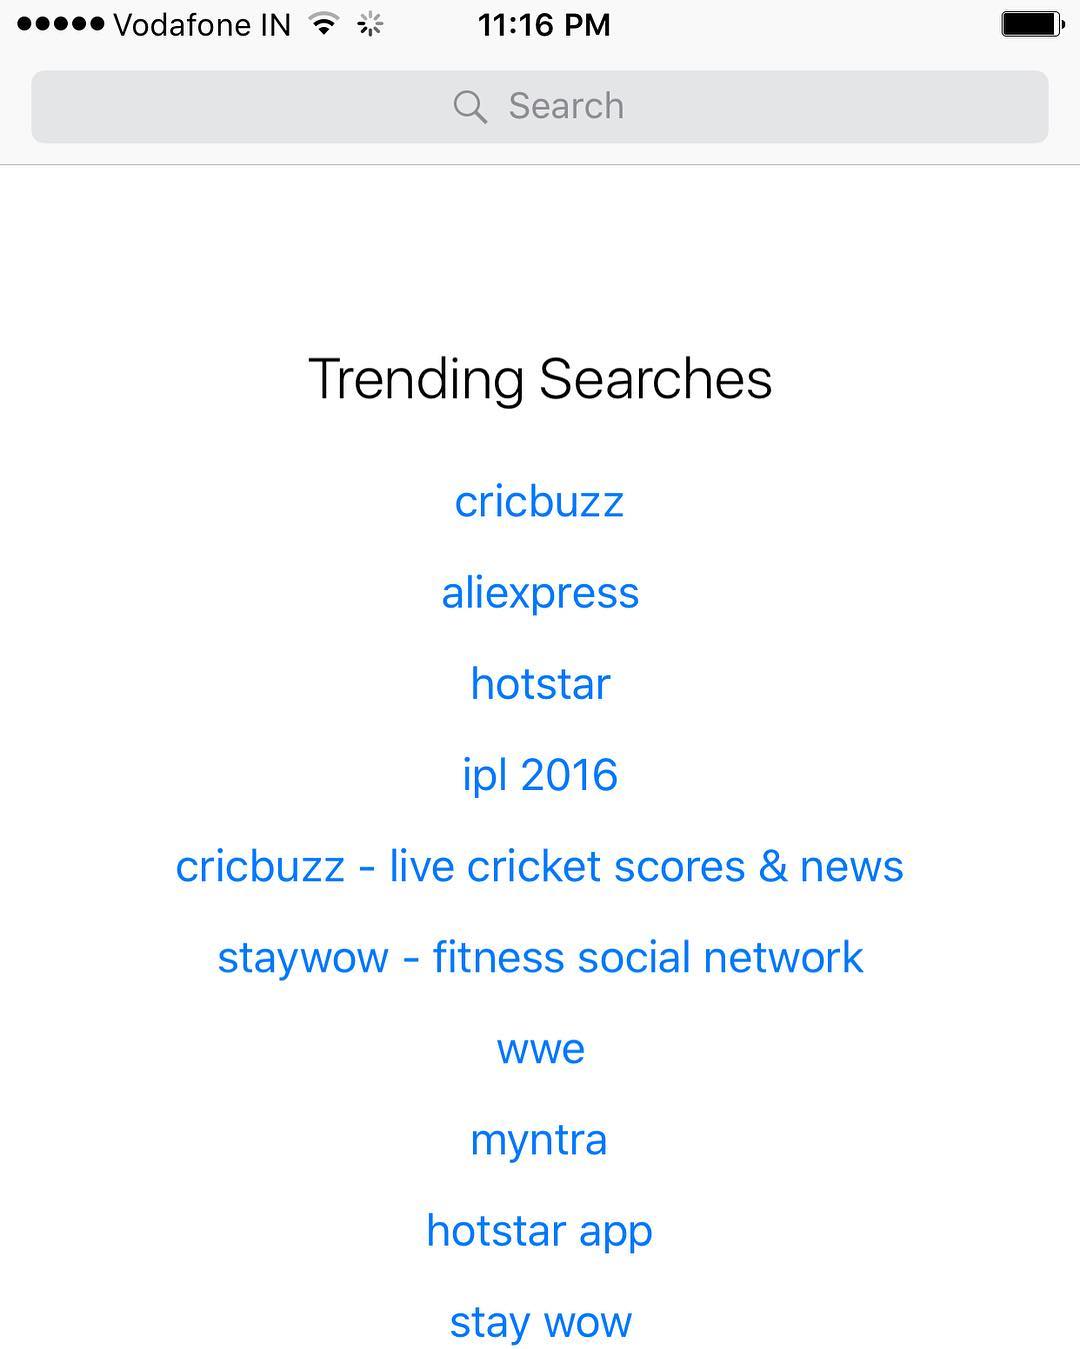 Vodafone IN 11:16 PM
Search
Trending Searches
cricbuzz
aliexpress
hotstar
ipl 2016
cricbuzz - live cricket scores & news
staywow - fitness social network
wwe
myntra
hotstar app
stay wow